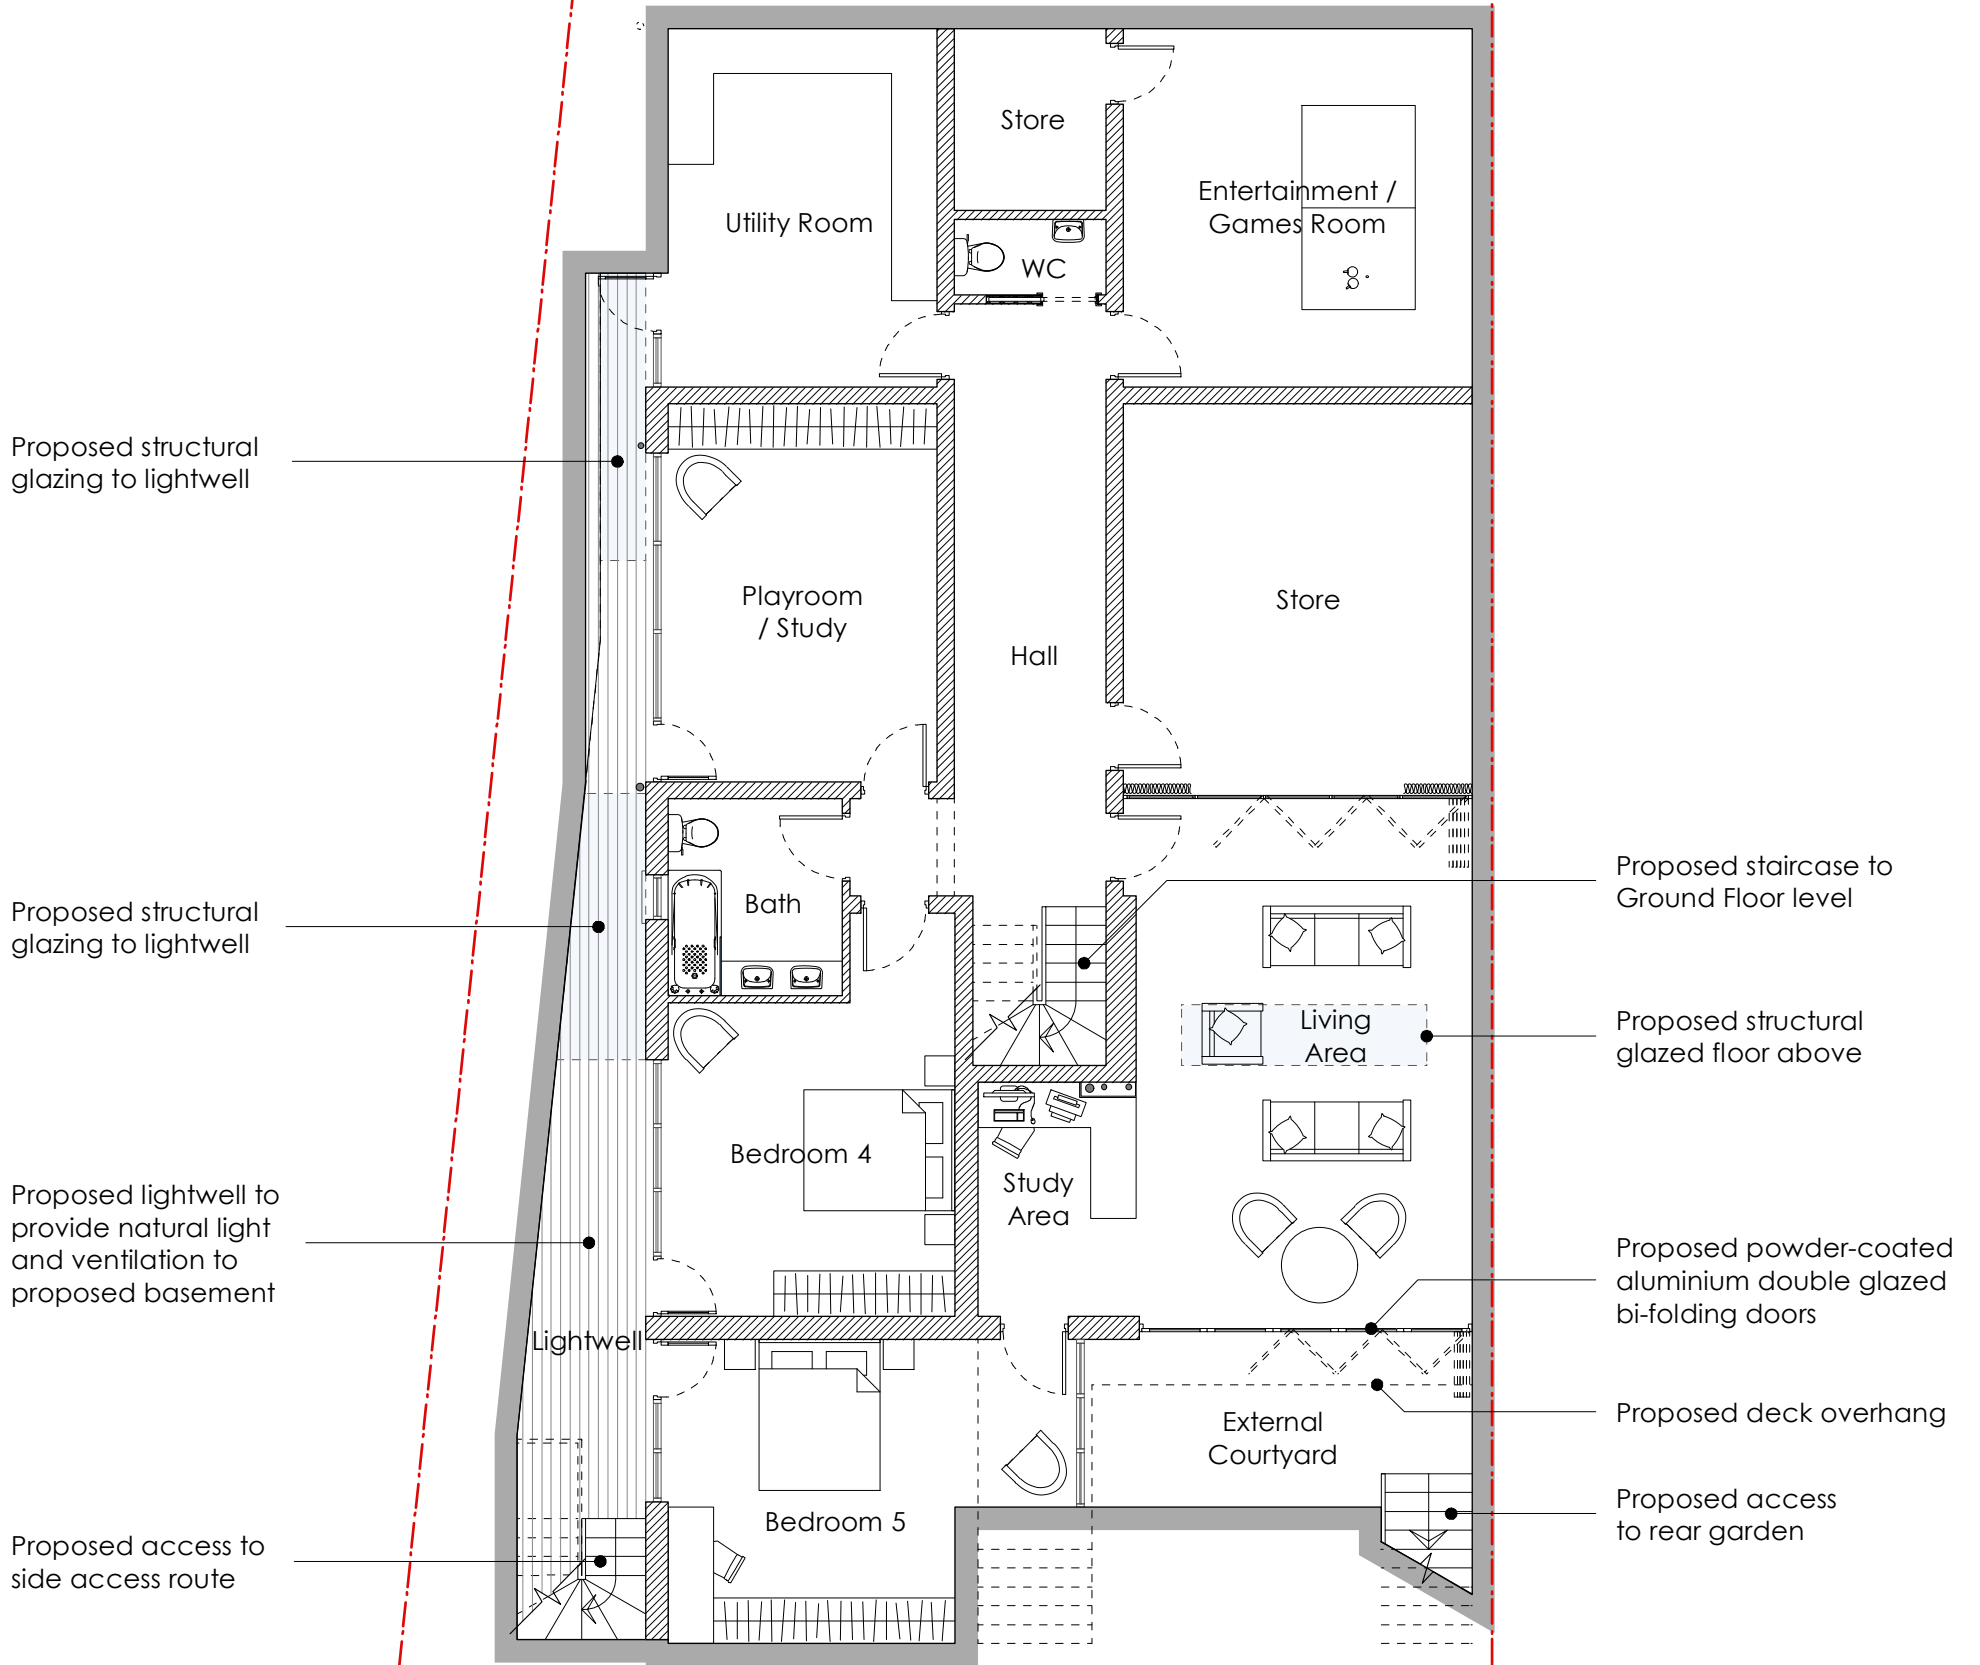 Store
Entertainment /
Games Room
Utility Room
WC
Proposed structural
glazing to lightwell
Playroom
/ Study
Store
Hall
Proposed structural
glazing to lightwell
Bath
Proposed staircase to
Ground Floor level
Living
Area
Proposed structural
glazed floor above
Bedroom 4
Study
Area
Proposed lightwell to
provide natural light
and ventilation to
proposed basement
Proposed powder-coated
aluminium double glazed
bi-folding doors
Lightwell
External
Courtyard
Proposed deck overhang
Bedroom 5
Proposed access
to rear garden
Proposed access to
side access route